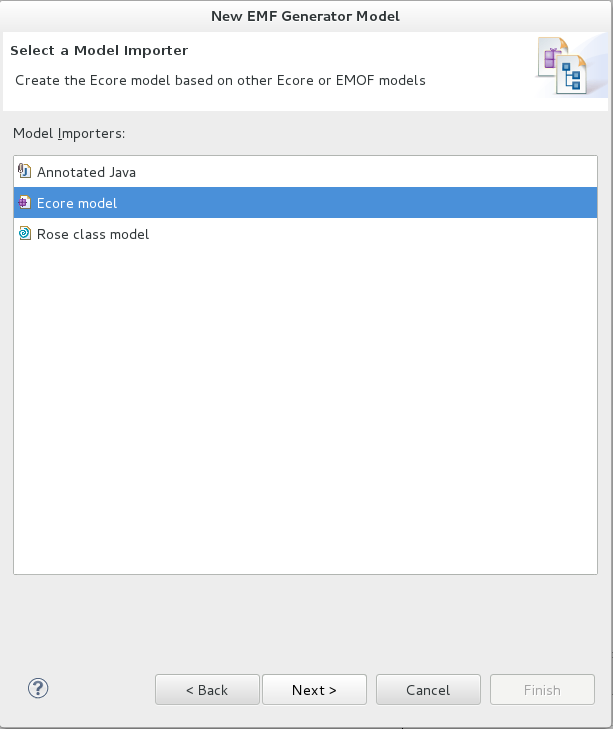 New EMF Generator Model
Select a Model Importer
Create the Ecore model based on other Ecore or EMOF models
Model Importers:
Annotated Java
Ecore model
Rose class model
?
< Back
Next >
Cancel
Finish